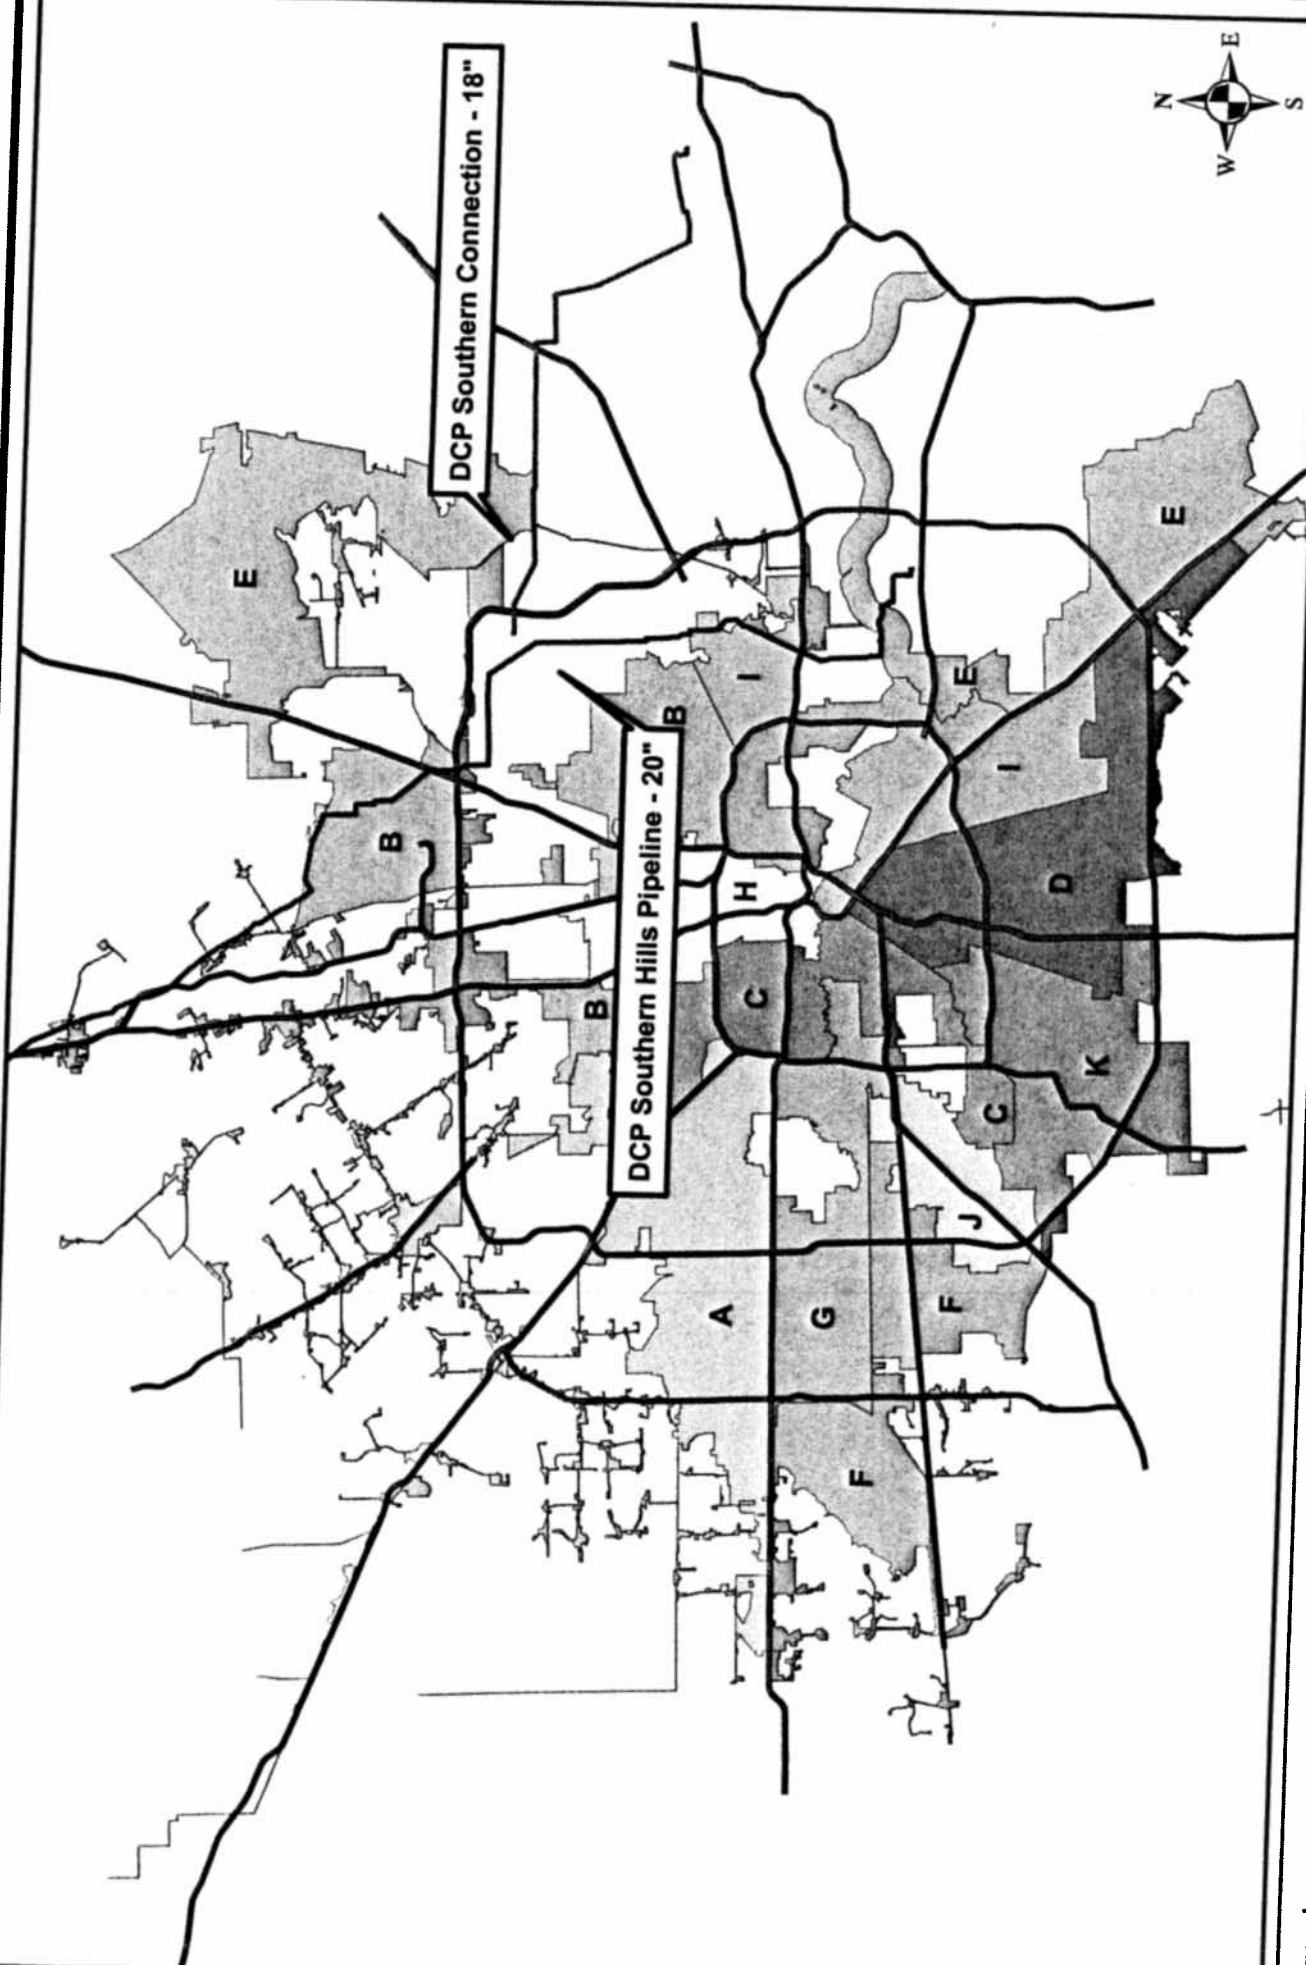 DCP Southern Connection - 18"
DCP Southern Hills Pipeline - 20"
E
B
B
B
I
H
C
A
G
F
F
J
C
K
D
I
E
E
N
W
E
S